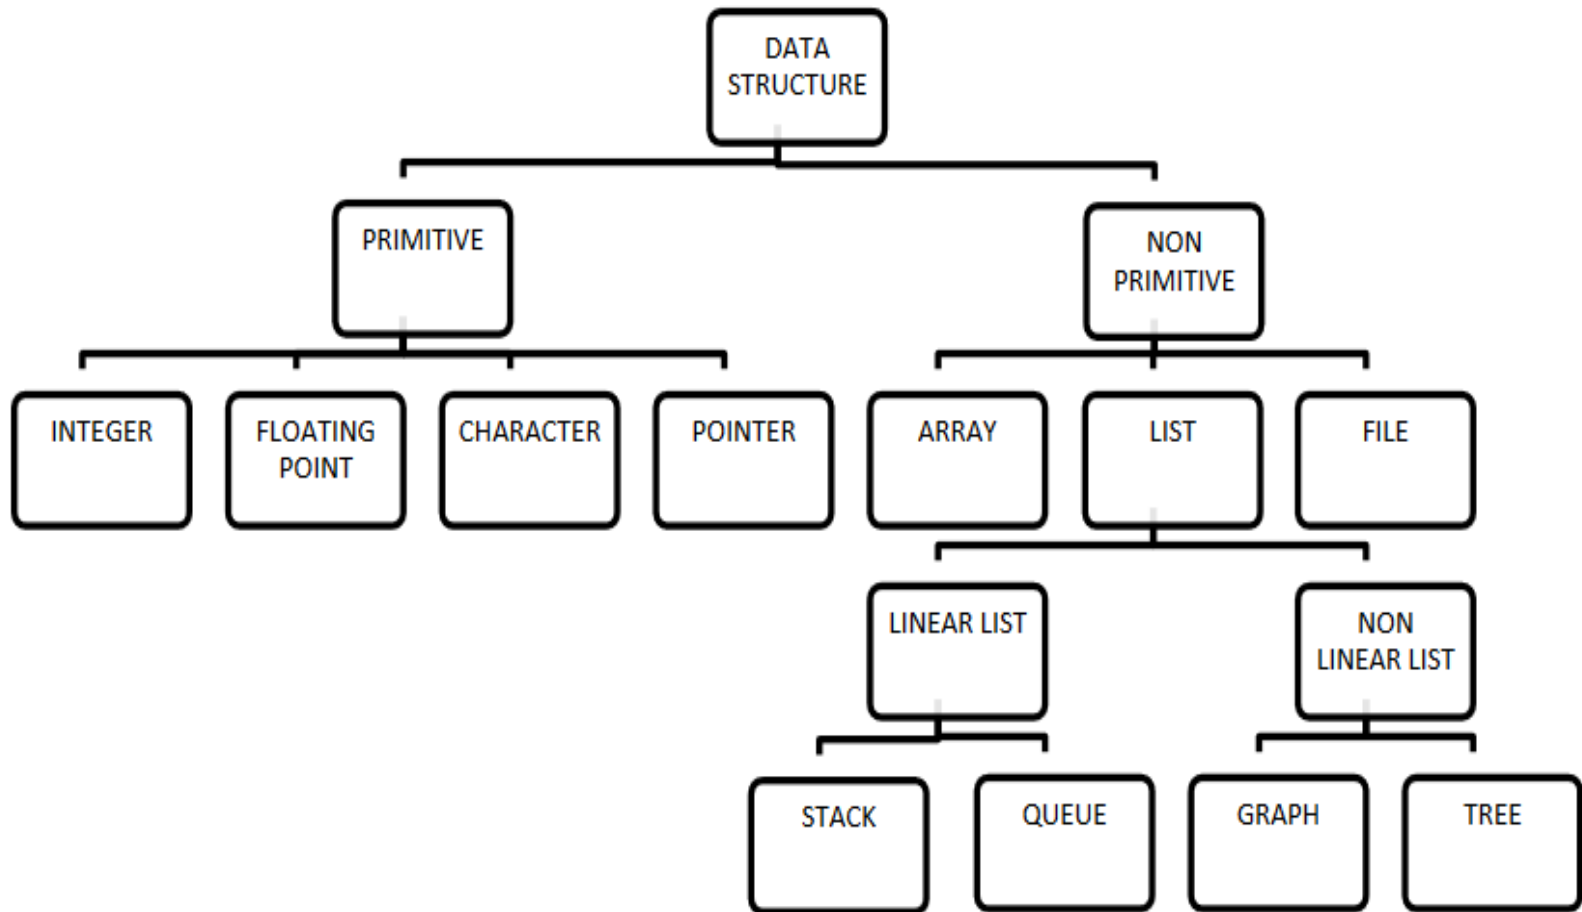 DATA
STRUCTURE
PRIMITIVE
NON
PRIMITIVE
INTEGER
FLOATING
POINT
CHARACTER
POINTER
ARRAY
LIST
FILE
LINEAR LIST
NON
LINEAR LIST
STACK
QUEUE
GRAPH
TREE